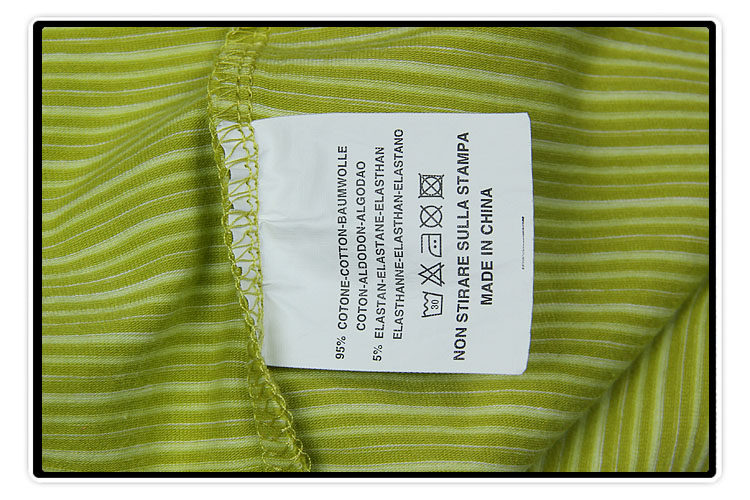 95% COTONE-COTTON-BAUMWOLLE
COTON-ALDODON-ALGODAO
5% ELASTAN-ELASTANE-ELASTHAN
ELASTHANNE-ELASTHAN-ELASTANO
30
NON STIRARE SULLA STAMPA
MADE IN CHINA